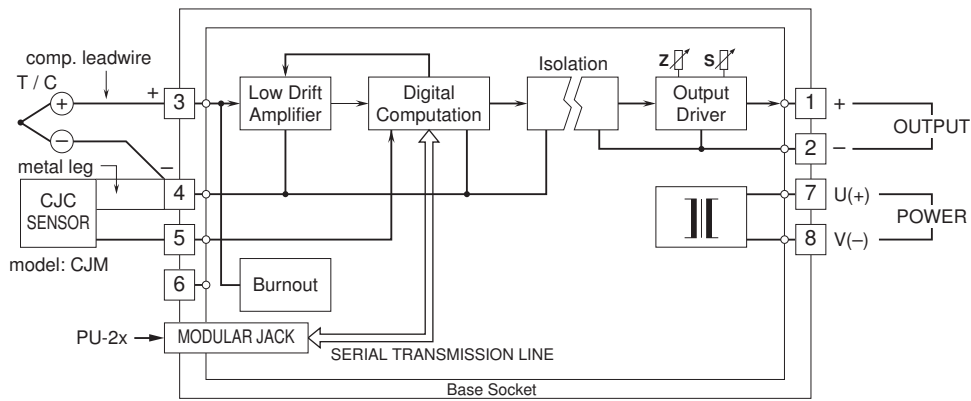 comp. leadwire
T / C
+
−
+
−
3
4
5
6
metal leg
CJC
SENSOR
model: CJM
PU-2x
MODULAR JACK
Low Drift
Amplifier
Digital
Computation
Isolation
Z
S
Output
Driver
Burnout
SERIAL TRANSMISSION LINE
1
2
7
8
+
−
OUTPUT
U(+)
V(–)
POWER
Base Socket